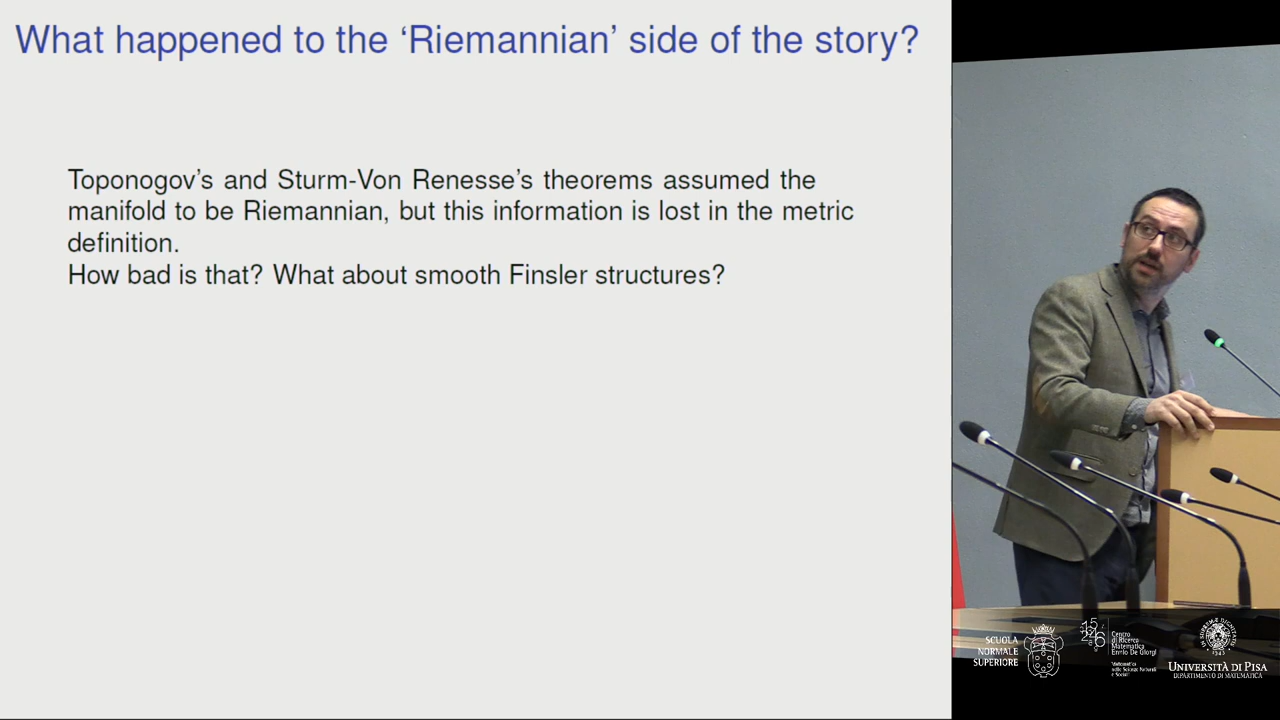 What happened to the ‘Riemannian’ side of the story?
Toponogov’s and Sturm-Von Renesse’s theorems assumed the
manifold to be Riemannian, but this information is lost in the metric
definition.
How bad is that? What about smooth Finsler structures?
SCUOLA
NORMALE
SUPERIORE
Centro
di Ricerca
Matematica
Ennio De Giorgi
UNIVERSITÀ DI PISA
DIPARTIMENTO DI MATEMATICA